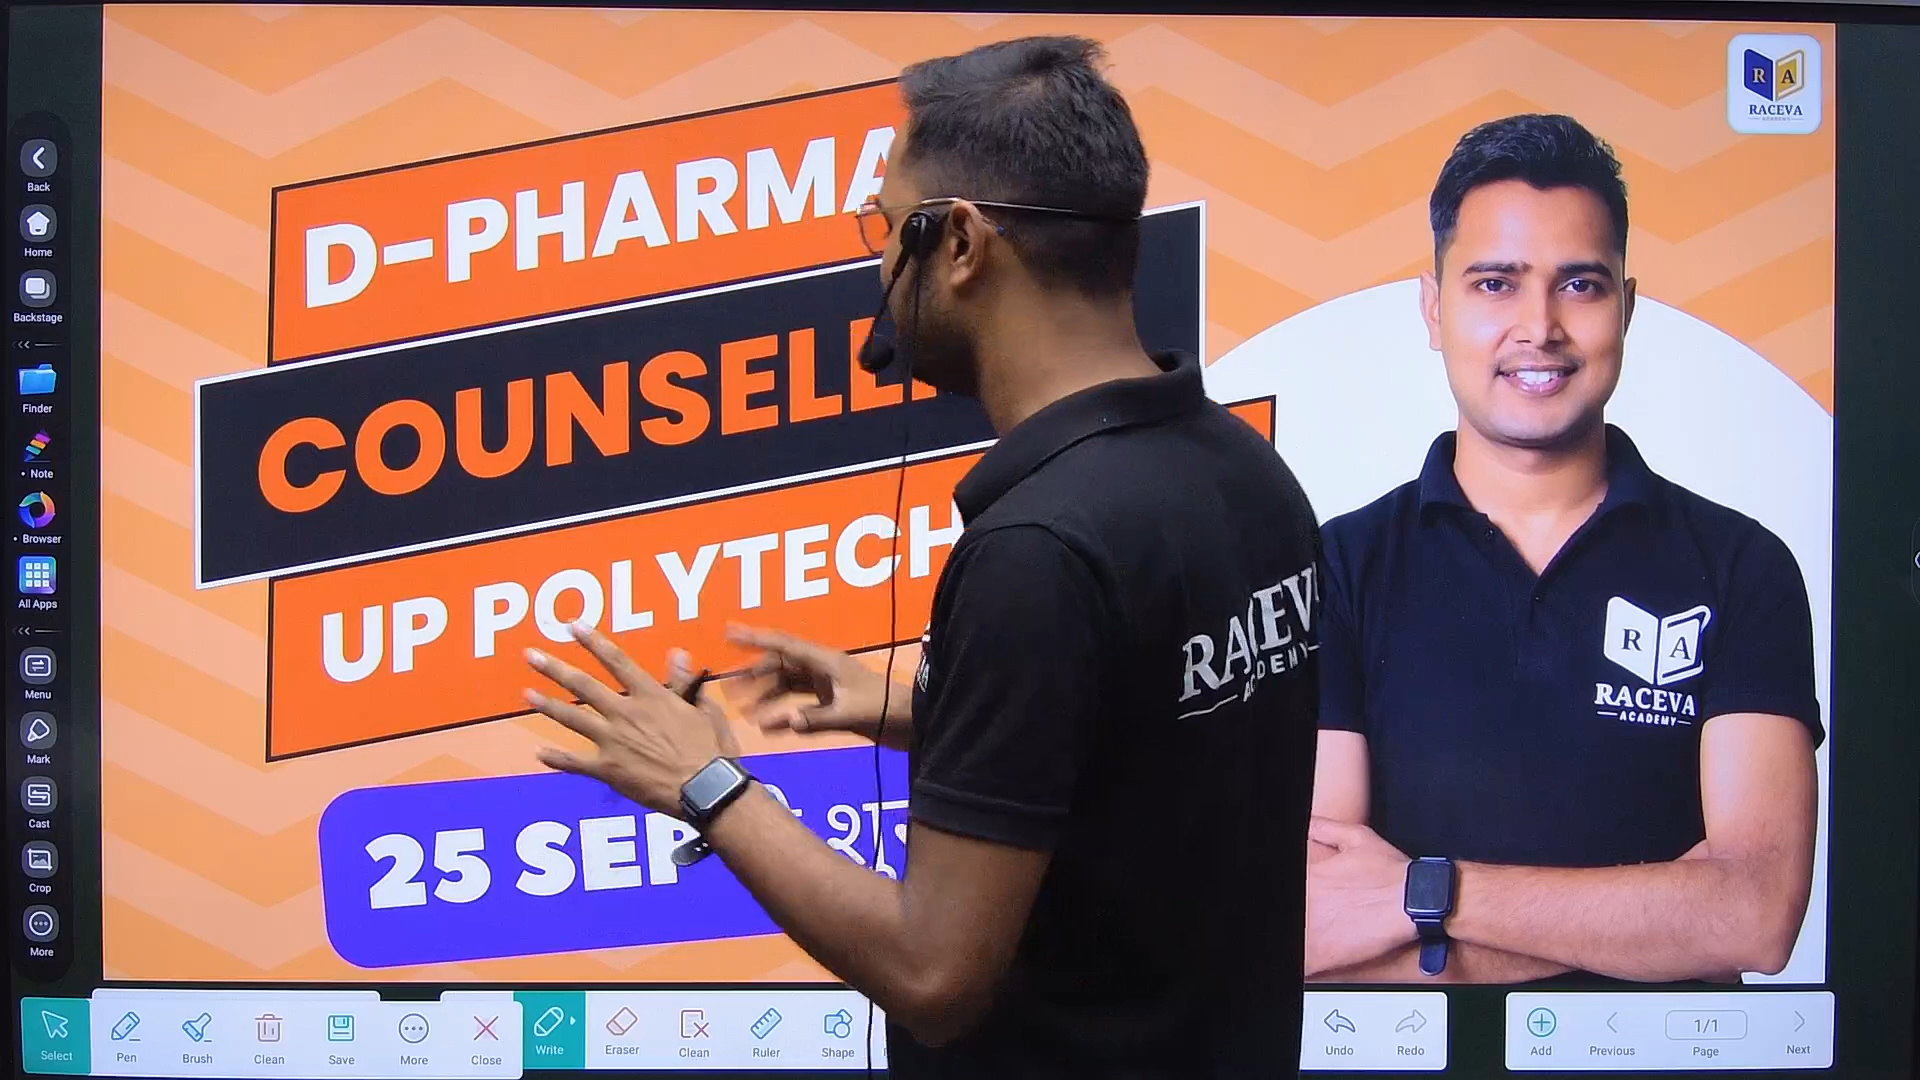 D-PHARMA
COUNSELL
UP POLYTECH
25 SEP
RA
RACEVA
ACADEMY
RA
RACEVA
ACADEMY
Back
Home
Backstage
Finder
Note
Browser
All Apps
Menu
Mark
Cast
Crop
More
Select
Pen
Brush
Clean
Save
More
Close
Write
Eraser
Clean
Ruler
Shape
Undo
Redo
Add
Previous
1/1
Page
Next